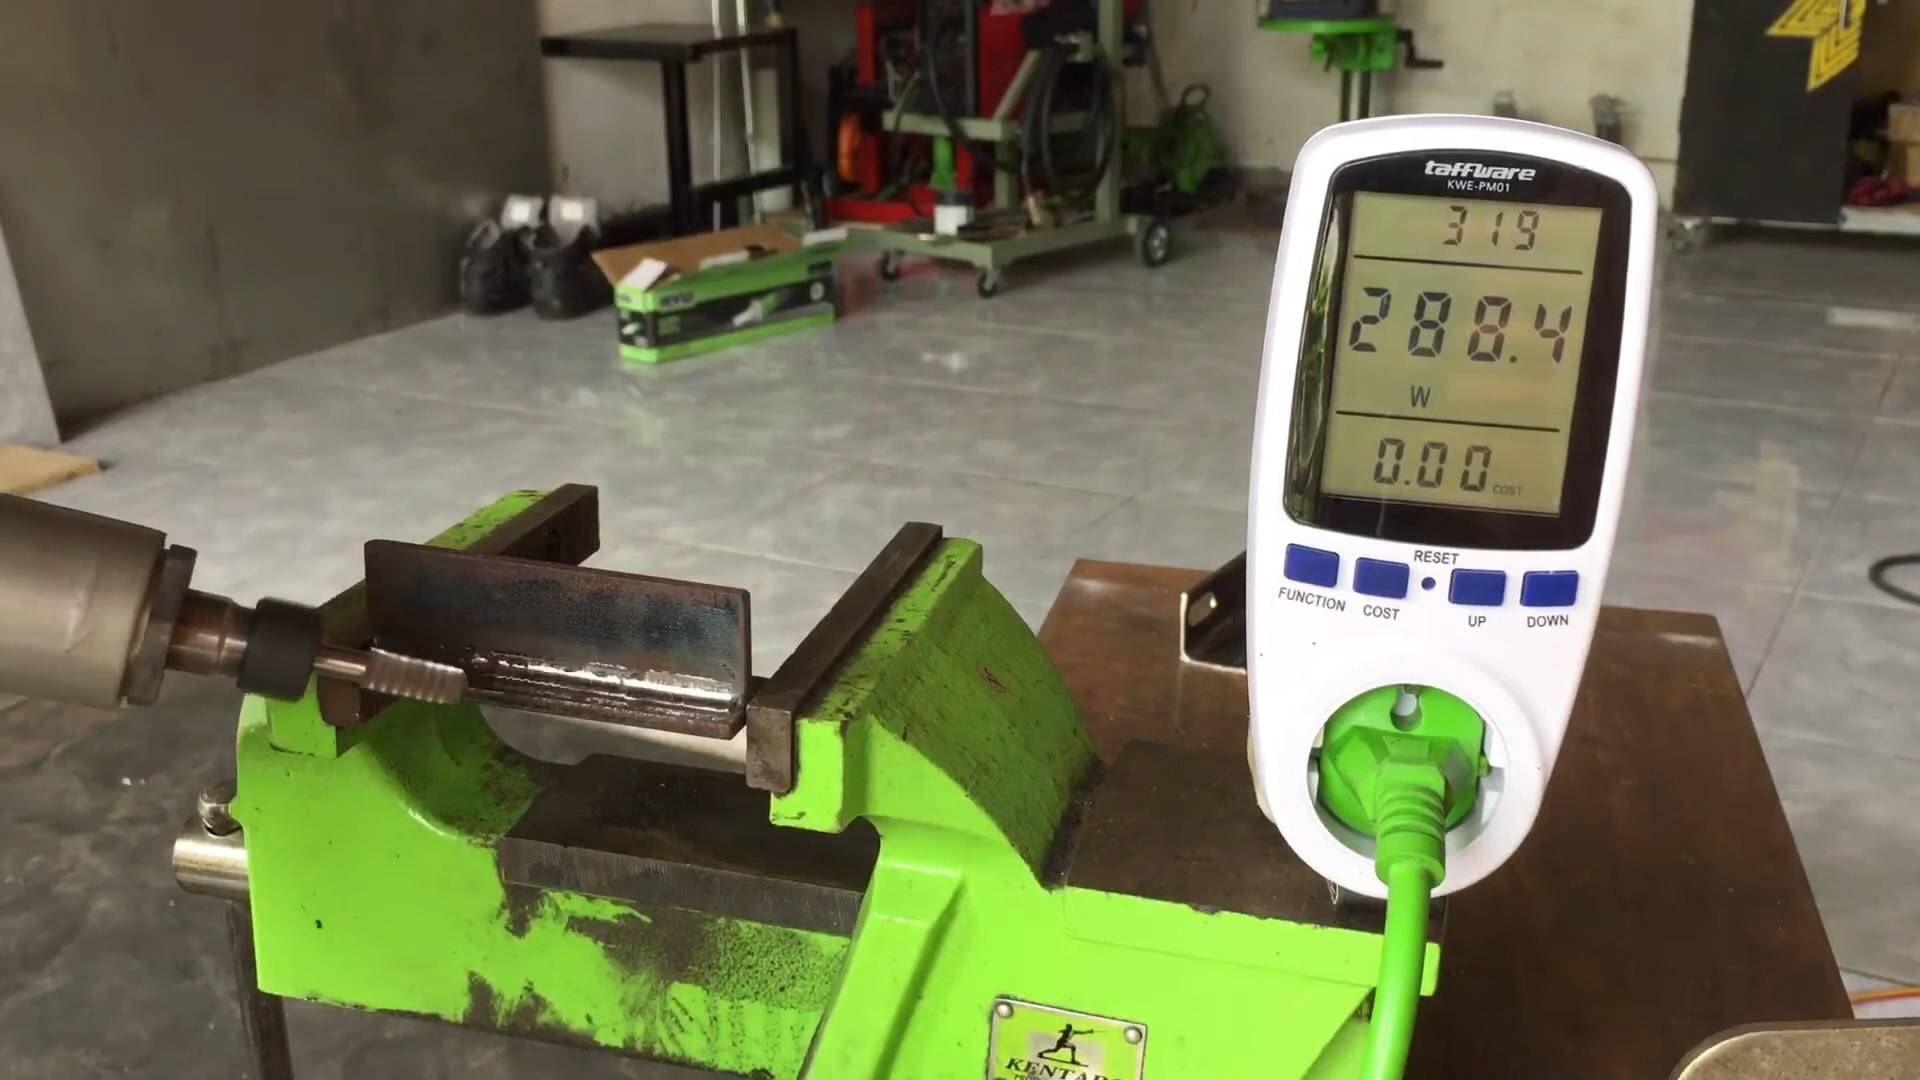 taffware
KWE-PM01
319
288.4
W
0.00 COST
RESET
FUNCTION
COST
UP
DOWN